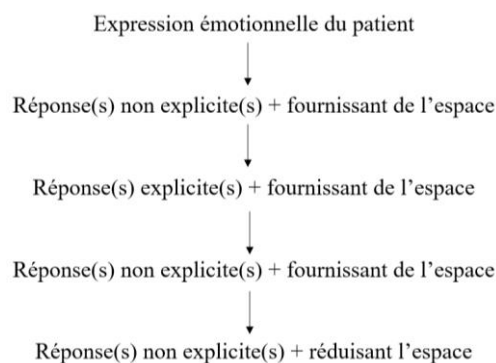 Expression émotionnelle du patient
Réponse(s) non explicite(s) + fournissant de l’espace
Réponse(s) explicite(s) + fournissant de l’espace
Réponse(s) non explicite(s) + fournissant de l’espace
Réponse(s) non explicite(s) + réduisant l’espace